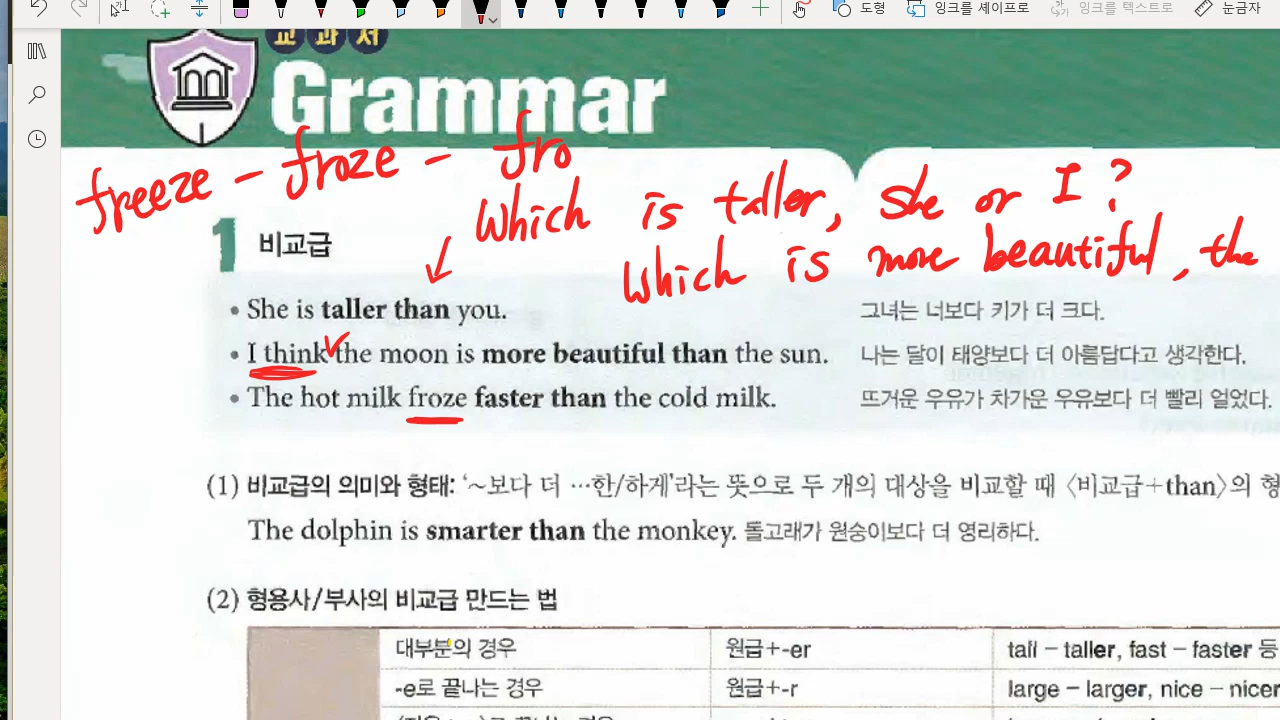 도형 잉크를 셰이프로 잉크를 텍스트로 눈금자
교과서
Grammar
freeze - froze - fro
Which is taller, she or I?
Which is more beautiful, the
1 비교급
• She is taller than you. 그녀는 너보다 키가 더 크다.
• I think the moon is more beautiful than the sun. 나는 달이 태양보다 더 아름답다고 생각한다.
• The hot milk froze faster than the cold milk. 뜨거운 우유가 차가운 우유보다 더 빨리 얼었다.
(1) 비교급의 의미와 형태: ‘~보다 더 …한/하게’라는 뜻으로 두 개의 대상을 비교할 때 〈비교급+than〉의 형
The dolphin is smarter than the monkey. 돌고래가 원숭이보다 더 영리하다.
(2) 형용사/부사의 비교급 만드는 법
대부분의 경우 원급+-er tall – taller, fast – faster 등
-e로 끝나는 경우 원급+-r large – larger, nice – nicer